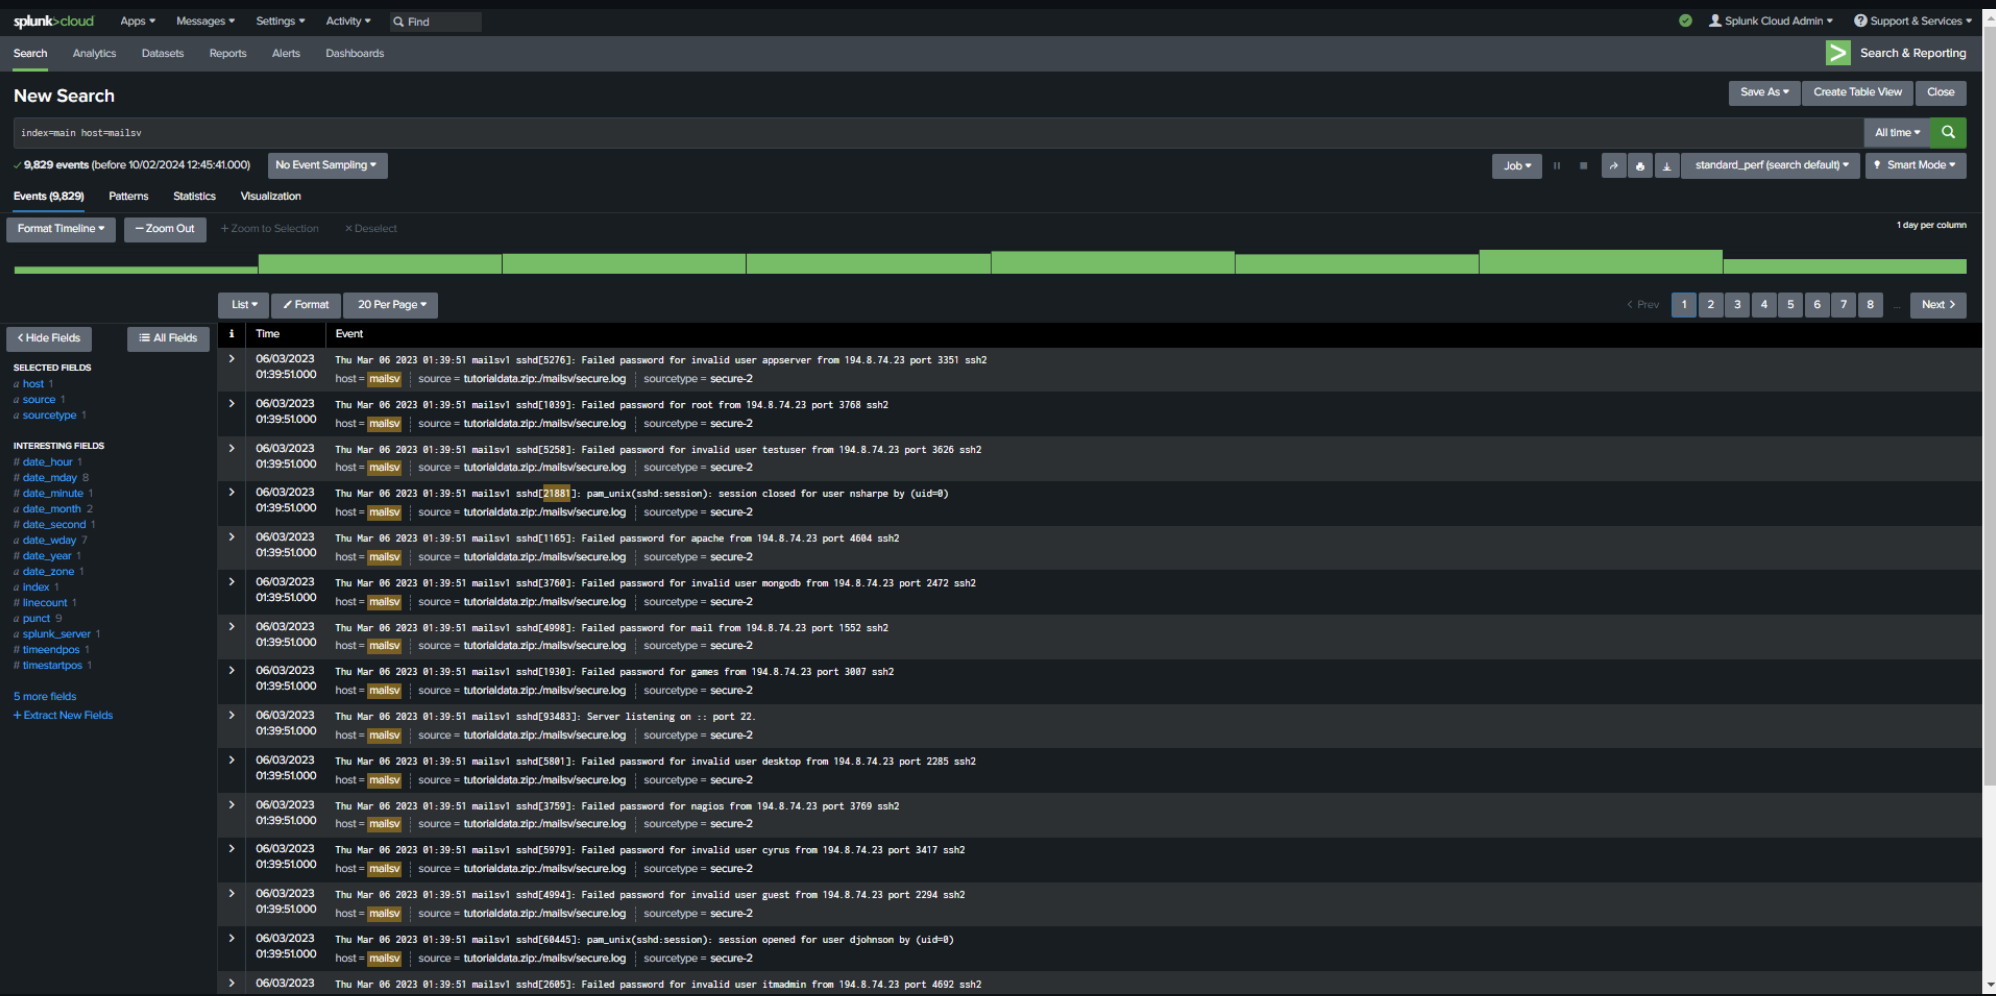 splunk>cloud Apps Messages Settings Activity Find Splunk Cloud Admin Support & Services
Search Analytics Datasets Reports Alerts Dashboards Search & Reporting
New Search Save As Create Table View Close
index=main host=mailsv All time
9,829 events (before 10/02/2024 12:45:41.000) No Event Sampling Job standard_perf (search default) Smart Mode
Events (9,829) Patterns Statistics Visualization
Format Timeline — Zoom Out + Zoom to Selection × Deselect 1 day per column
List Format 20 Per Page < Prev 1 2 3 4 5 6 7 8 ... Next >
< Hide Fields All Fields
SELECTED FIELDS
a host 1
a source 1
a sourcetype 1
INTERESTING FIELDS
# date_hour 1
# date_mday 8
# date_minute 1
a date_month 2
# date_second 1
a date_wday 7
# date_year 1
a date_zone 1
a index 1
# linecount 1
a punct 9
a splunk_server 1
# timeendpos 1
# timestartpos 1
5 more fields
+ Extract New Fields
i Time Event
> 06/03/2023 Thu Mar 06 2023 01:39:51 mailsv1 sshd[5276]: Failed password for invalid user appserver from 194.8.74.23 port 3351 ssh2
01:39:51.000 host = mailsv source = tutorialdata.zip:./mailsv/secure.log sourcetype = secure-2
> 06/03/2023 Thu Mar 06 2023 01:39:51 mailsv1 sshd[1039]: Failed password for root from 194.8.74.23 port 3768 ssh2
01:39:51.000 host = mailsv source = tutorialdata.zip:./mailsv/secure.log sourcetype = secure-2
> 06/03/2023 Thu Mar 06 2023 01:39:51 mailsv1 sshd[5258]: Failed password for invalid user testuser from 194.8.74.23 port 3626 ssh2
01:39:51.000 host = mailsv source = tutorialdata.zip:./mailsv/secure.log sourcetype = secure-2
> 06/03/2023 Thu Mar 06 2023 01:39:51 mailsv1 sshd[21881]: pam_unix(sshd:session): session closed for user nsharpe by (uid=0)
01:39:51.000 host = mailsv source = tutorialdata.zip:./mailsv/secure.log sourcetype = secure-2
> 06/03/2023 Thu Mar 06 2023 01:39:51 mailsv1 sshd[1165]: Failed password for apache from 194.8.74.23 port 4604 ssh2
01:39:51.000 host = mailsv source = tutorialdata.zip:./mailsv/secure.log sourcetype = secure-2
> 06/03/2023 Thu Mar 06 2023 01:39:51 mailsv1 sshd[3760]: Failed password for invalid user mongodb from 194.8.74.23 port 2472 ssh2
01:39:51.000 host = mailsv source = tutorialdata.zip:./mailsv/secure.log sourcetype = secure-2
> 06/03/2023 Thu Mar 06 2023 01:39:51 mailsv1 sshd[4998]: Failed password for mail from 194.8.74.23 port 1552 ssh2
01:39:51.000 host = mailsv source = tutorialdata.zip:./mailsv/secure.log sourcetype = secure-2
> 06/03/2023 Thu Mar 06 2023 01:39:51 mailsv1 sshd[1930]: Failed password for games from 194.8.74.23 port 3007 ssh2
01:39:51.000 host = mailsv source = tutorialdata.zip:./mailsv/secure.log sourcetype = secure-2
> 06/03/2023 Thu Mar 06 2023 01:39:51 mailsv1 sshd[93483]: Server listening on :: port 22.
01:39:51.000 host = mailsv source = tutorialdata.zip:./mailsv/secure.log sourcetype = secure-2
> 06/03/2023 Thu Mar 06 2023 01:39:51 mailsv1 sshd[5801]: Failed password for invalid user desktop from 194.8.74.23 port 2285 ssh2
01:39:51.000 host = mailsv source = tutorialdata.zip:./mailsv/secure.log sourcetype = secure-2
> 06/03/2023 Thu Mar 06 2023 01:39:51 mailsv1 sshd[3759]: Failed password for nagios from 194.8.74.23 port 3769 ssh2
01:39:51.000 host = mailsv source = tutorialdata.zip:./mailsv/secure.log sourcetype = secure-2
> 06/03/2023 Thu Mar 06 2023 01:39:51 mailsv1 sshd[5979]: Failed password for invalid user cyrus from 194.8.74.23 port 3417 ssh2
01:39:51.000 host = mailsv source = tutorialdata.zip:./mailsv/secure.log sourcetype = secure-2
> 06/03/2023 Thu Mar 06 2023 01:39:51 mailsv1 sshd[4994]: Failed password for invalid user guest from 194.8.74.23 port 2294 ssh2
01:39:51.000 host = mailsv source = tutorialdata.zip:./mailsv/secure.log sourcetype = secure-2
> 06/03/2023 Thu Mar 06 2023 01:39:51 mailsv1 sshd[60445]: pam_unix(sshd:session): session opened for user djohnson by (uid=0)
01:39:51.000 host = mailsv source = tutorialdata.zip:./mailsv/secure.log sourcetype = secure-2
> 06/03/2023 Thu Mar 06 2023 01:39:51 mailsv1 sshd[2605]: Failed password for invalid user itmadmin from 194.8.74.23 port 4692 ssh2